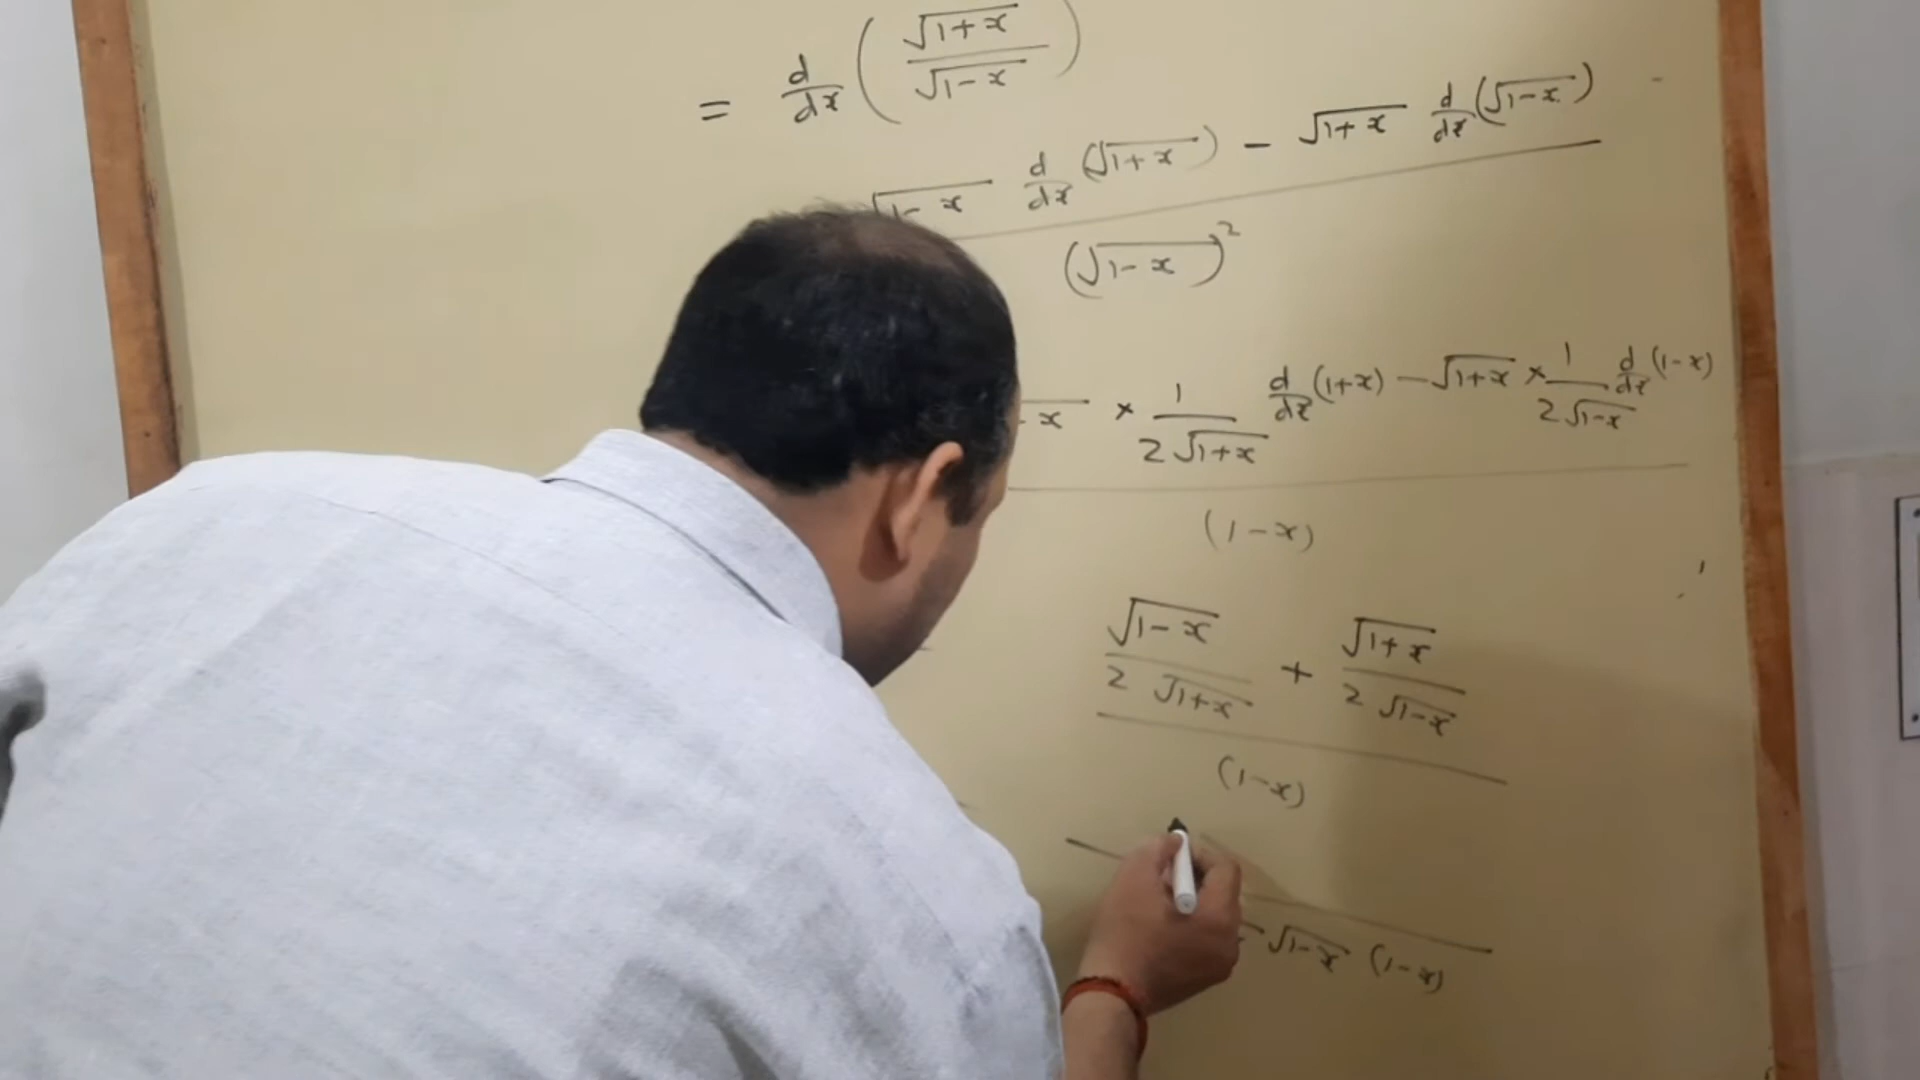 = d/dx ( √1+x / √1-x )
√1-x d/dx (√1+x) - √1+x d/dx (√1-x)
(√1-x)²
-x × 1/2√1+x d/dx (1+x) - √1+x × 1/2√1-x d/dx (1-x)
(1-x)
√1-x / 2√1+x + √1+x / 2√1-x
(1-x)
√1-x (1-x)